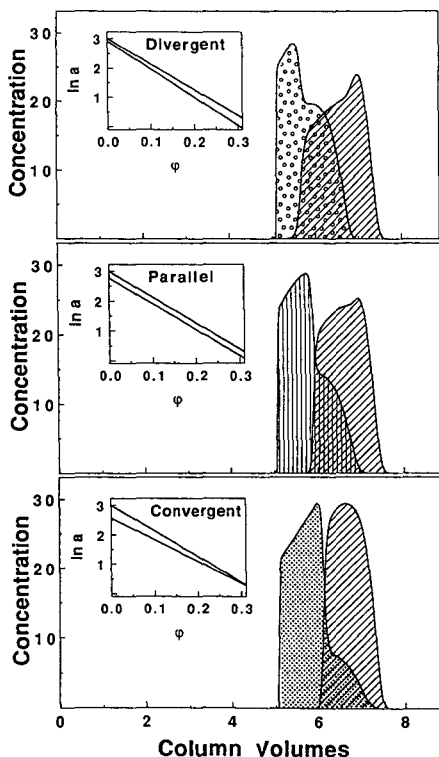 30
20
10
Concentration
Divergent
3
2
1
ln a
0.0 0.1 0.2 0.3
φ
30
20
10
Concentration
Parallel
3
2
1
ln a
0.0 0.1 0.2 0.3
φ
30
20
10
Concentration
Convergent
3
2
1
ln a
0.0 0.1 0.2 0.3
φ
0 2 4 6 8
Column Volumes